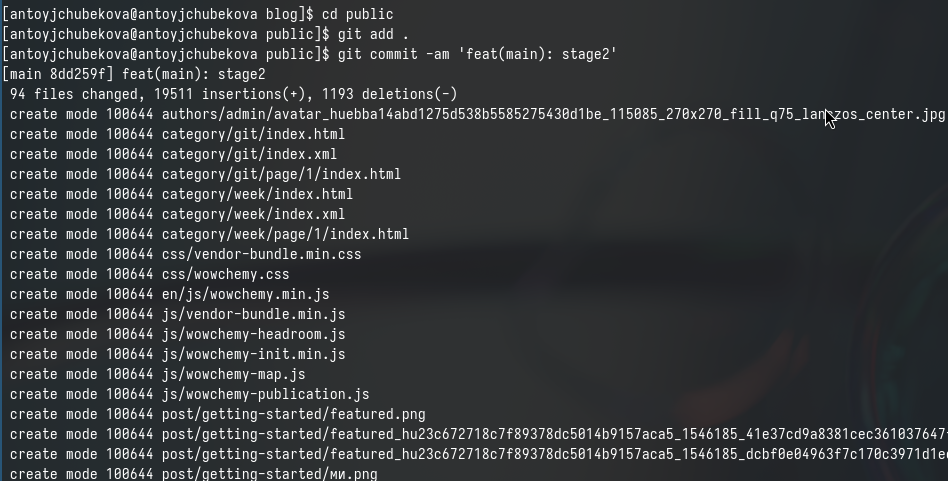 [antoyjchubekova@antoyjchubekova blog]$ cd public
[antoyjchubekova@antoyjchubekova public]$ git add .
[antoyjchubekova@antoyjchubekova public]$ git commit -am 'feat(main): stage2'
[main 8dd259f] feat(main): stage2
94 files changed, 19511 insertions(+), 1193 deletions(-)
create mode 100644 authors/admin/avatar_huebba14abd1275d538b5585275430d1be_115085_270x270_fill_q75_lanczos_center.jpg
create mode 100644 category/git/index.html
create mode 100644 category/git/index.xml
create mode 100644 category/git/page/1/index.html
create mode 100644 category/week/index.html
create mode 100644 category/week/index.xml
create mode 100644 category/week/page/1/index.html
create mode 100644 css/vendor-bundle.min.css
create mode 100644 css/wowchemy.css
create mode 100644 en/js/wowchemy.min.js
create mode 100644 js/vendor-bundle.min.js
create mode 100644 js/wowchemy-headroom.js
create mode 100644 js/wowchemy-init.min.js
create mode 100644 js/wowchemy-map.js
create mode 100644 js/wowchemy-publication.js
create mode 100644 post/getting-started/featured.png
create mode 100644 post/getting-started/featured_hu23c672718c7f89378dc5014b9157aca5_1546185_41e37cd9a8381cec361037647
create mode 100644 post/getting-started/featured_hu23c672718c7f89378dc5014b9157aca5_1546185_dcbf0e04963f7c170c3971d1e
create mode 100644 post/getting-started/ми.png